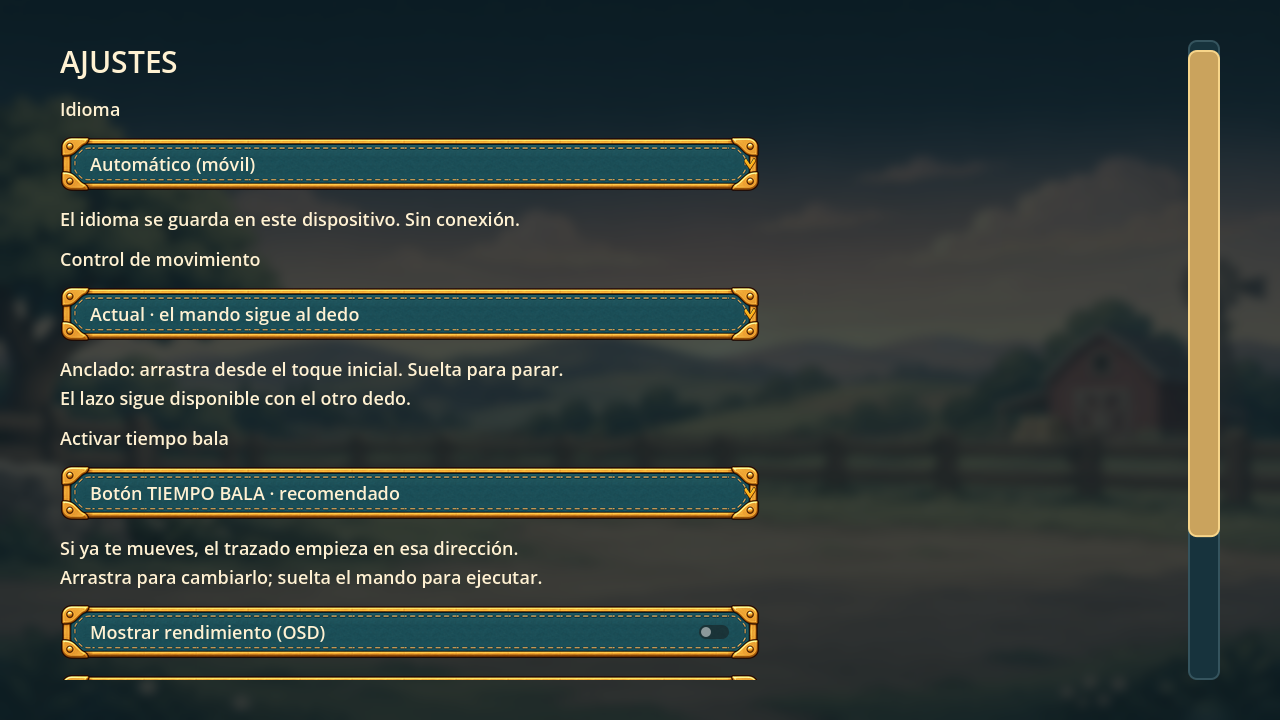 AJUSTES
Idioma
Automático (móvil)
El idioma se guarda en este dispositivo. Sin conexión.
Control de movimiento
Actual · el mando sigue al dedo
Anclado: arrastra desde el toque inicial. Suelta para parar.
El lazo sigue disponible con el otro dedo.
Activar tiempo bala
Botón TIEMPO BALA · recomendado
Si ya te mueves, el trazado empieza en esa dirección.
Arrastra para cambiarlo; suelta el mando para ejecutar.
Mostrar rendimiento (OSD)